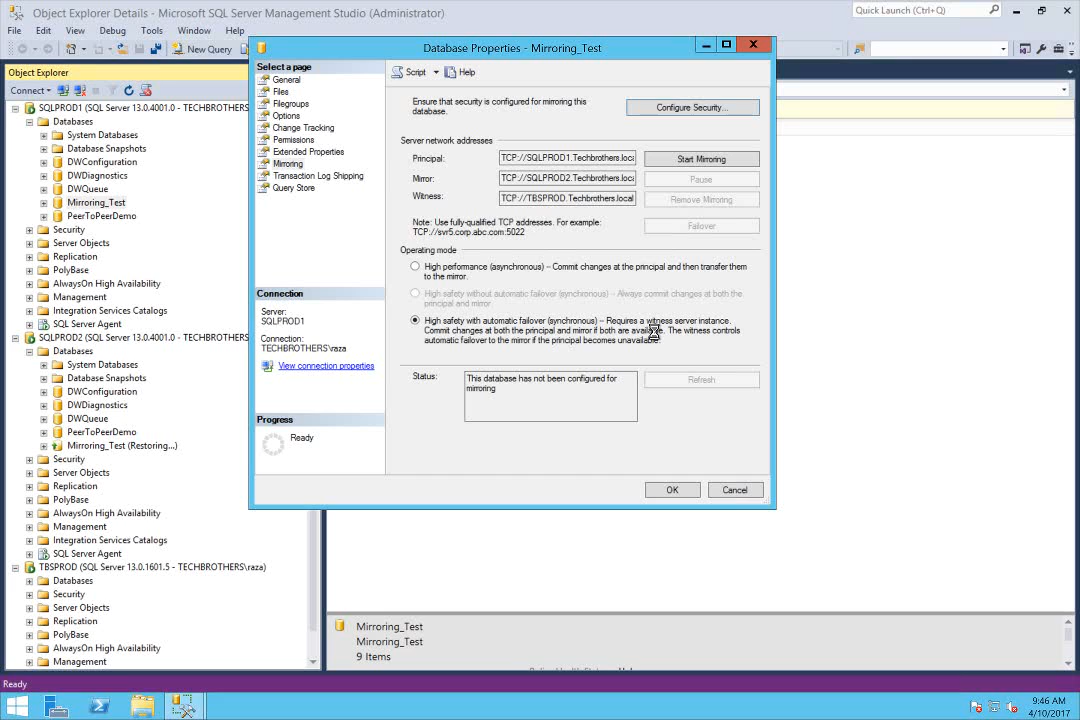 Object Explorer Details - Microsoft SQL Server Management Studio (Administrator)
Quick Launch (Ctrl+Q)
File Edit View Debug Tools Window Help
New Query
Object Explorer
Connect
SQLPROD1 (SQL Server 13.0.4001.0 - TECHBROTHERS
Databases
System Databases
Database Snapshots
DWConfiguration
DWDiagnostics
DWQueue
Mirroring_Test
PeerToPeerDemo
Security
Server Objects
Replication
PolyBase
AlwaysOn High Availability
Management
Integration Services Catalogs
SQL Server Agent
SQLPROD2 (SQL Server 13.0.4001.0 - TECHBROTHERS
Databases
System Databases
Database Snapshots
DWConfiguration
DWDiagnostics
DWQueue
PeerToPeerDemo
Mirroring_Test (Restoring...)
Security
Server Objects
Replication
PolyBase
AlwaysOn High Availability
Management
Integration Services Catalogs
SQL Server Agent
TBSPROD (SQL Server 13.0.1601.5 - TECHBROTHERS\raza)
Databases
Security
Server Objects
Replication
PolyBase
AlwaysOn High Availability
Management
Database Properties - Mirroring_Test
Select a page
General
Files
Filegroups
Options
Change Tracking
Permissions
Extended Properties
Mirroring
Transaction Log Shipping
Query Store
Connection
Server:
SQLPROD1
Connection:
TECHBROTHERS\raza
View connection properties
Progress
Ready
Script Help
Ensure that security is configured for mirroring this
database.
Configure Security...
Server network addresses
Principal: TCP://SQLPROD1.Techbrothers.loca Start Mirroring
Mirror: TCP://SQLPROD2.Techbrothers.loca Pause
Witness: TCP://TBSPROD.Techbrothers.local Remove Mirroring
Note: Use fully-qualified TCP addresses. For example:
TCP://svr5.corp.abc.com:5022
Failover
Operating mode
High performance (asynchronous) – Commit changes at the principal and then transfer them
to the mirror.
High safety without automatic failover (synchronous) – Always commit changes at both the
principal and mirror
High safety with automatic failover (synchronous) – Requires a witness server instance.
Commit changes at both the principal and mirror if both are available. The witness controls
automatic failover to the mirror if the principal becomes unavailable.
Status: This database has not been configured for
mirroring
Refresh
OK Cancel
Mirroring_Test
Mirroring_Test
9 Items
Ready
9:46 AM
4/10/2017